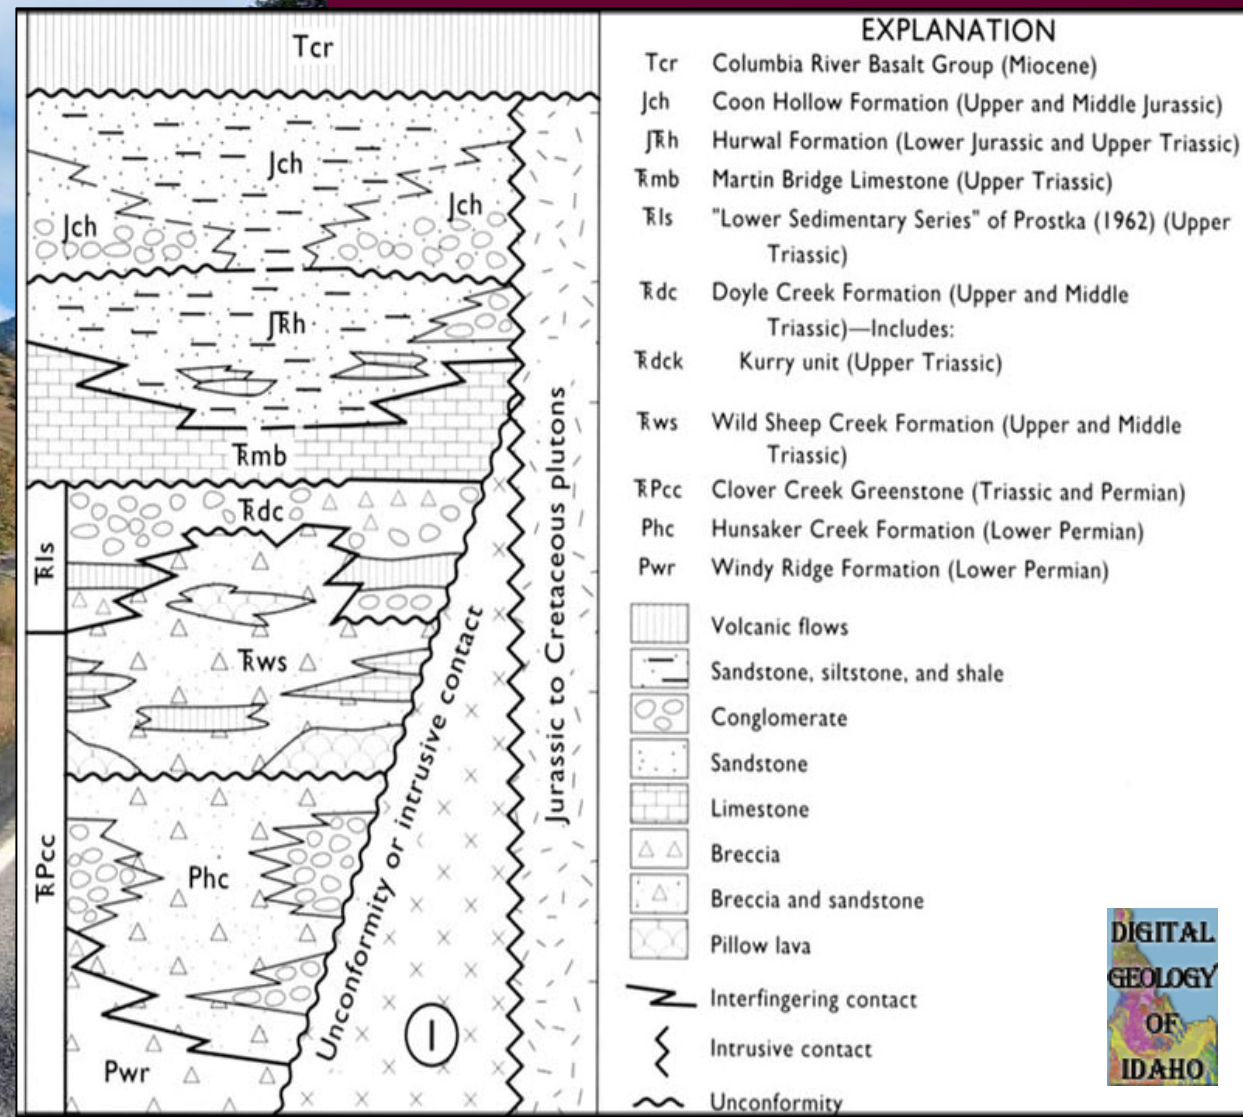 Tcr
Jch
Jch
Jch
JTRh
TRmb
TRdc
TRls
TRws
TRPcc
Phc
Pwr
Unconformity or intrusive contact
Jurassic to Cretaceous plutons
1
EXPLANATION
Tcr Columbia River Basalt Group (Miocene)
Jch Coon Hollow Formation (Upper and Middle Jurassic)
JTRh Hurwal Formation (Lower Jurassic and Upper Triassic)
TRmb Martin Bridge Limestone (Upper Triassic)
TRls "Lower Sedimentary Series" of Prostka (1962) (Upper
Triassic)
TRdc Doyle Creek Formation (Upper and Middle
Triassic)—Includes:
TRdck Kurry unit (Upper Triassic)
TRws Wild Sheep Creek Formation (Upper and Middle
Triassic)
TRPcc Clover Creek Greenstone (Triassic and Permian)
Phc Hunsaker Creek Formation (Lower Permian)
Pwr Windy Ridge Formation (Lower Permian)
Volcanic flows
Sandstone, siltstone, and shale
Conglomerate
Sandstone
Limestone
Breccia
Breccia and sandstone
Pillow lava
Interfingering contact
Intrusive contact
Unconformity
DIGITAL
GEOLOGY
OF
IDAHO